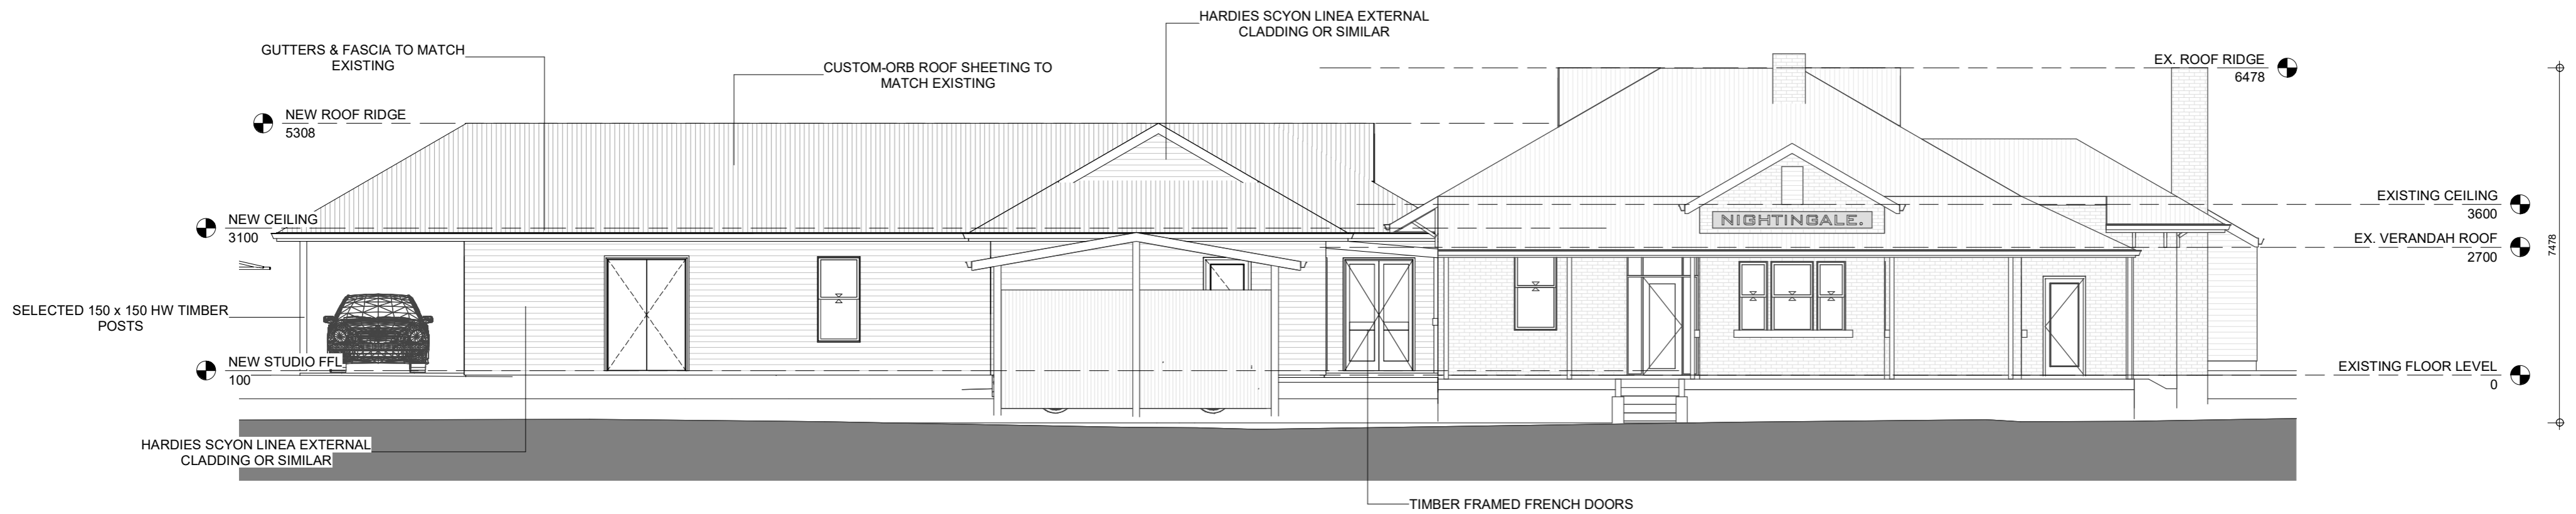 HARDIES SCYON LINEA EXTERNAL
CLADDING OR SIMILAR
GUTTERS & FASCIA TO MATCH
EXISTING
CUSTOM-ORB ROOF SHEETING TO
MATCH EXISTING
EX. ROOF RIDGE
6478
NEW ROOF RIDGE
5308
EXISTING CEILING
3600
NEW CEILING
3100
NIGHTINGALE.
EX. VERANDAH ROOF
2700
7478
SELECTED 150 x 150 HW TIMBER
POSTS
NEW STUDIO FFL
100
EXISTING FLOOR LEVEL
0
HARDIES SCYON LINEA EXTERNAL
CLADDING OR SIMILAR
TIMBER FRAMED FRENCH DOORS